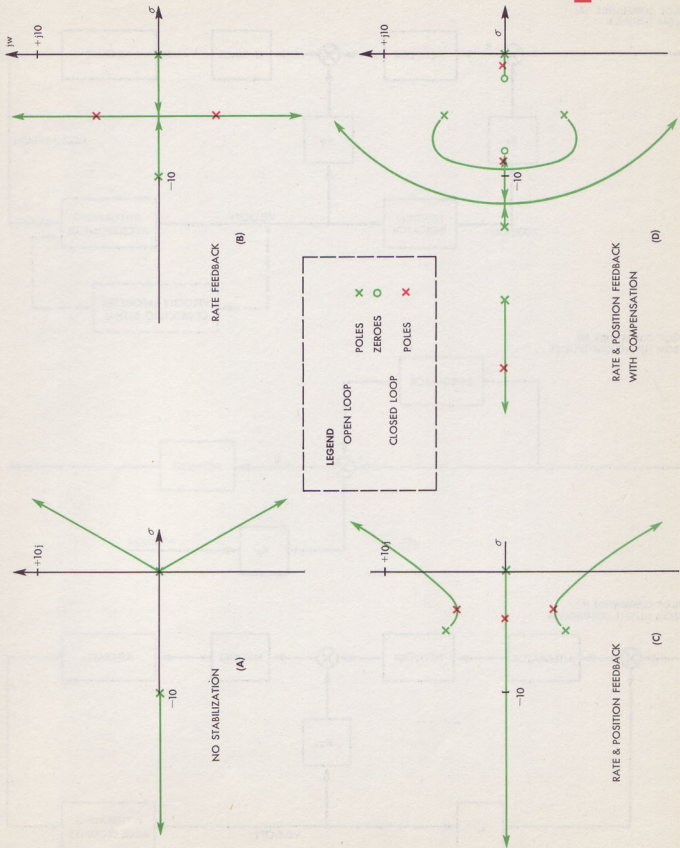 jw
+j10
σ
−10
RATE FEEDBACK
(B)
+j10
σ
−10
RATE & POSITION FEEDBACK
WITH COMPENSATION
(D)
LEGEND
OPEN LOOP
POLES
ZEROES
CLOSED LOOP
POLES
+10j
σ
−10
NO STABILIZATION
(A)
+10j
σ
−10
RATE & POSITION FEEDBACK
(C)